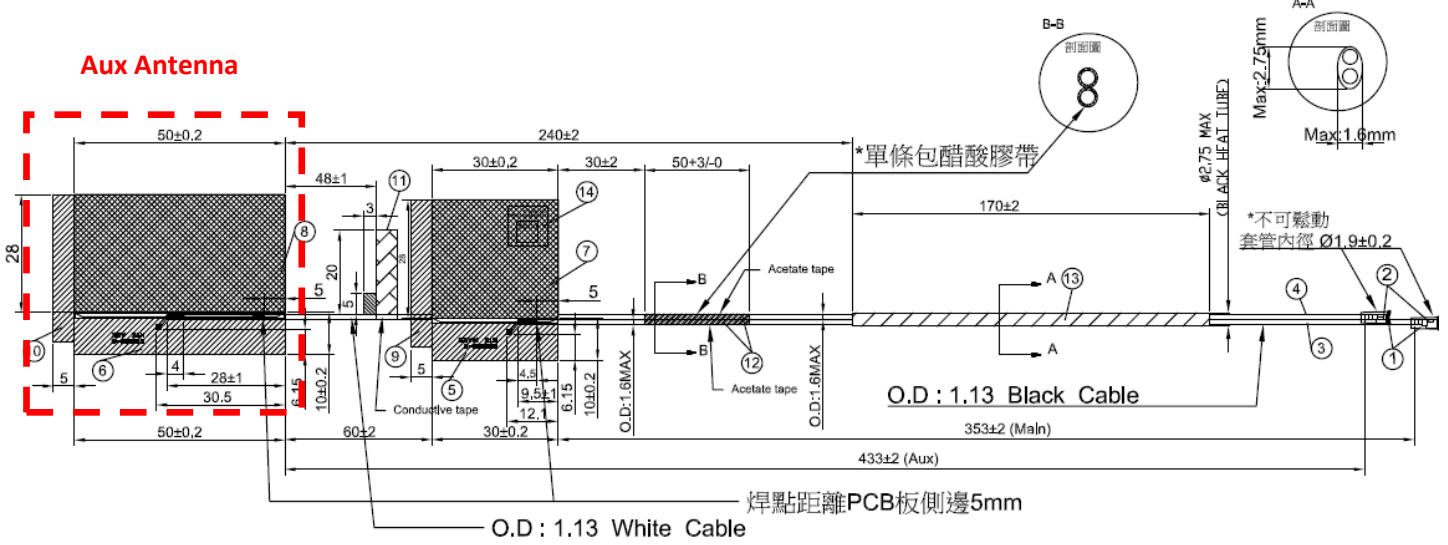 A-A
剖面圖
B-B
剖面圖
Max:2.75mm
Max:1.6mm
Aux Antenna
50±0.2
240±2
*單條包醋酸膠帶
Ø2.75 MAX
(BLACK HEAT TUBE)
30±0.2
30±2
50+3/-0
48±1
11
3
14
170±2
*不可鬆動
套管內徑 Ø1.9±0.2
28
8
20
28
7
B
Acetate tape
A
13
5
5
5
4
2
10
6
9
5
B
12
A
3
1
5
4
28±1
30.5
6.15
10±0.2
Conductive tape
5
4.5
9.5±1
12.1
6.15
10±0.2
O.D:1.6MAX
Acetate tape
O.D:1.6MAX
O.D : 1.13 Black Cable
50±0.2
60±2
30±0.2
353±2 (Main)
433±2 (Aux)
焊點距離PCB板側邊5mm
O.D : 1.13 White Cable